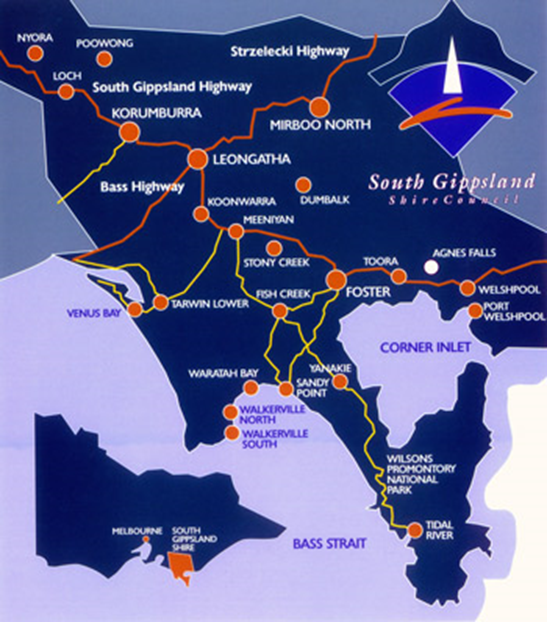 NYORA
POOWONG
Strzelecki Highway
LOCH
South Gippsland Highway
KORUMBURRA
MIRBOO NORTH
LEONGATHA
Bass Highway
South Gippsland
Shire Council
DUMBALK
KOONWARRA
MEENIYAN
STONY CREEK
TOORA
AGNES FALLS
FISH CREEK
FOSTER
WELSHPOOL
TARWIN LOWER
VENUS BAY
PORT
WELSHPOOL
CORNER INLET
WARATAH BAY
YANAKIE
SANDY
POINT
WALKERVILLE
NORTH
WALKERVILLE
SOUTH
WILSONS
PROMONTORY
NATIONAL
PARK
TIDAL
RIVER
MELBOURNE
SOUTH
GIPPSLAND
SHIRE
BASS STRAIT